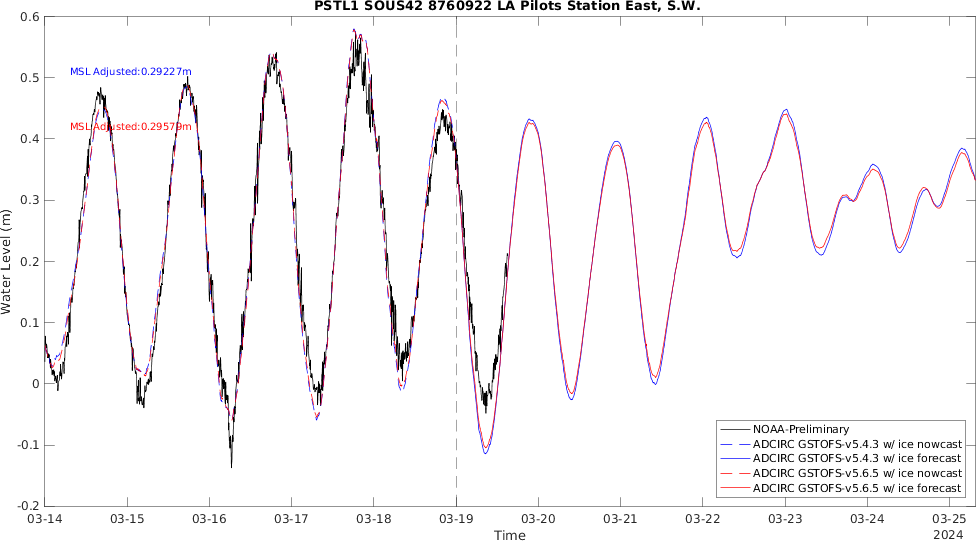 PSTL1 SOUS42 8760922 LA Pilots Station East, S.W.
0.6
0.5
0.4
0.3
0.2
0.1
0
-0.1
-0.2
Water Level (m)
MSL Adjusted:0.29227m
MSL Adjusted:0.29579m
NOAA-Preliminary
ADCIRC GSTOFS-v5.4.3 w/ ice nowcast
ADCIRC GSTOFS-v5.4.3 w/ ice forecast
ADCIRC GSTOFS-v5.6.5 w/ ice nowcast
ADCIRC GSTOFS-v5.6.5 w/ ice forecast
03-14 03-15 03-16 03-17 03-18 03-19 03-20 03-21 03-22 03-23 03-24 03-25
Time
2024